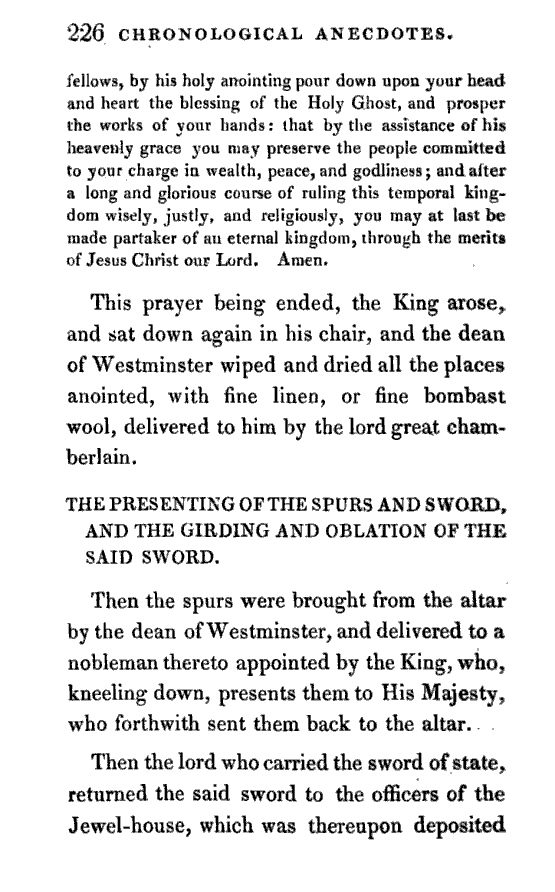 226 CHRONOLOGICAL ANECDOTES.
fellows, by his holy anointing pour down upon your head
and heart the blessing of the Holy Ghost, and prosper
the works of your hands: that by the assistance of his
heavenly grace you may preserve the people committed
to your charge in wealth, peace, and godliness; and after
a long and glorious course of ruling this temporal king-
dom wisely, justly, and religiously, you may at last be
made partaker of an eternal kingdom, through the merits
of Jesus Christ our Lord. Amen.
This prayer being ended, the King arose,
and sat down again in his chair, and the dean
of Westminster wiped and dried all the places
anointed, with fine linen, or fine bombast
wool, delivered to him by the lord great cham-
berlain.
THE PRESENTING OF THE SPURS AND SWORD,
AND THE GIRDING AND OBLATION OF THE
SAID SWORD.
Then the spurs were brought from the altar
by the dean of Westminster, and delivered to a
nobleman thereto appointed by the King, who,
kneeling down, presents them to His Majesty,
who forthwith sent them back to the altar.
Then the lord who carried the sword of state,
returned the said sword to the officers of the
Jewel-house, which was thereupon deposited